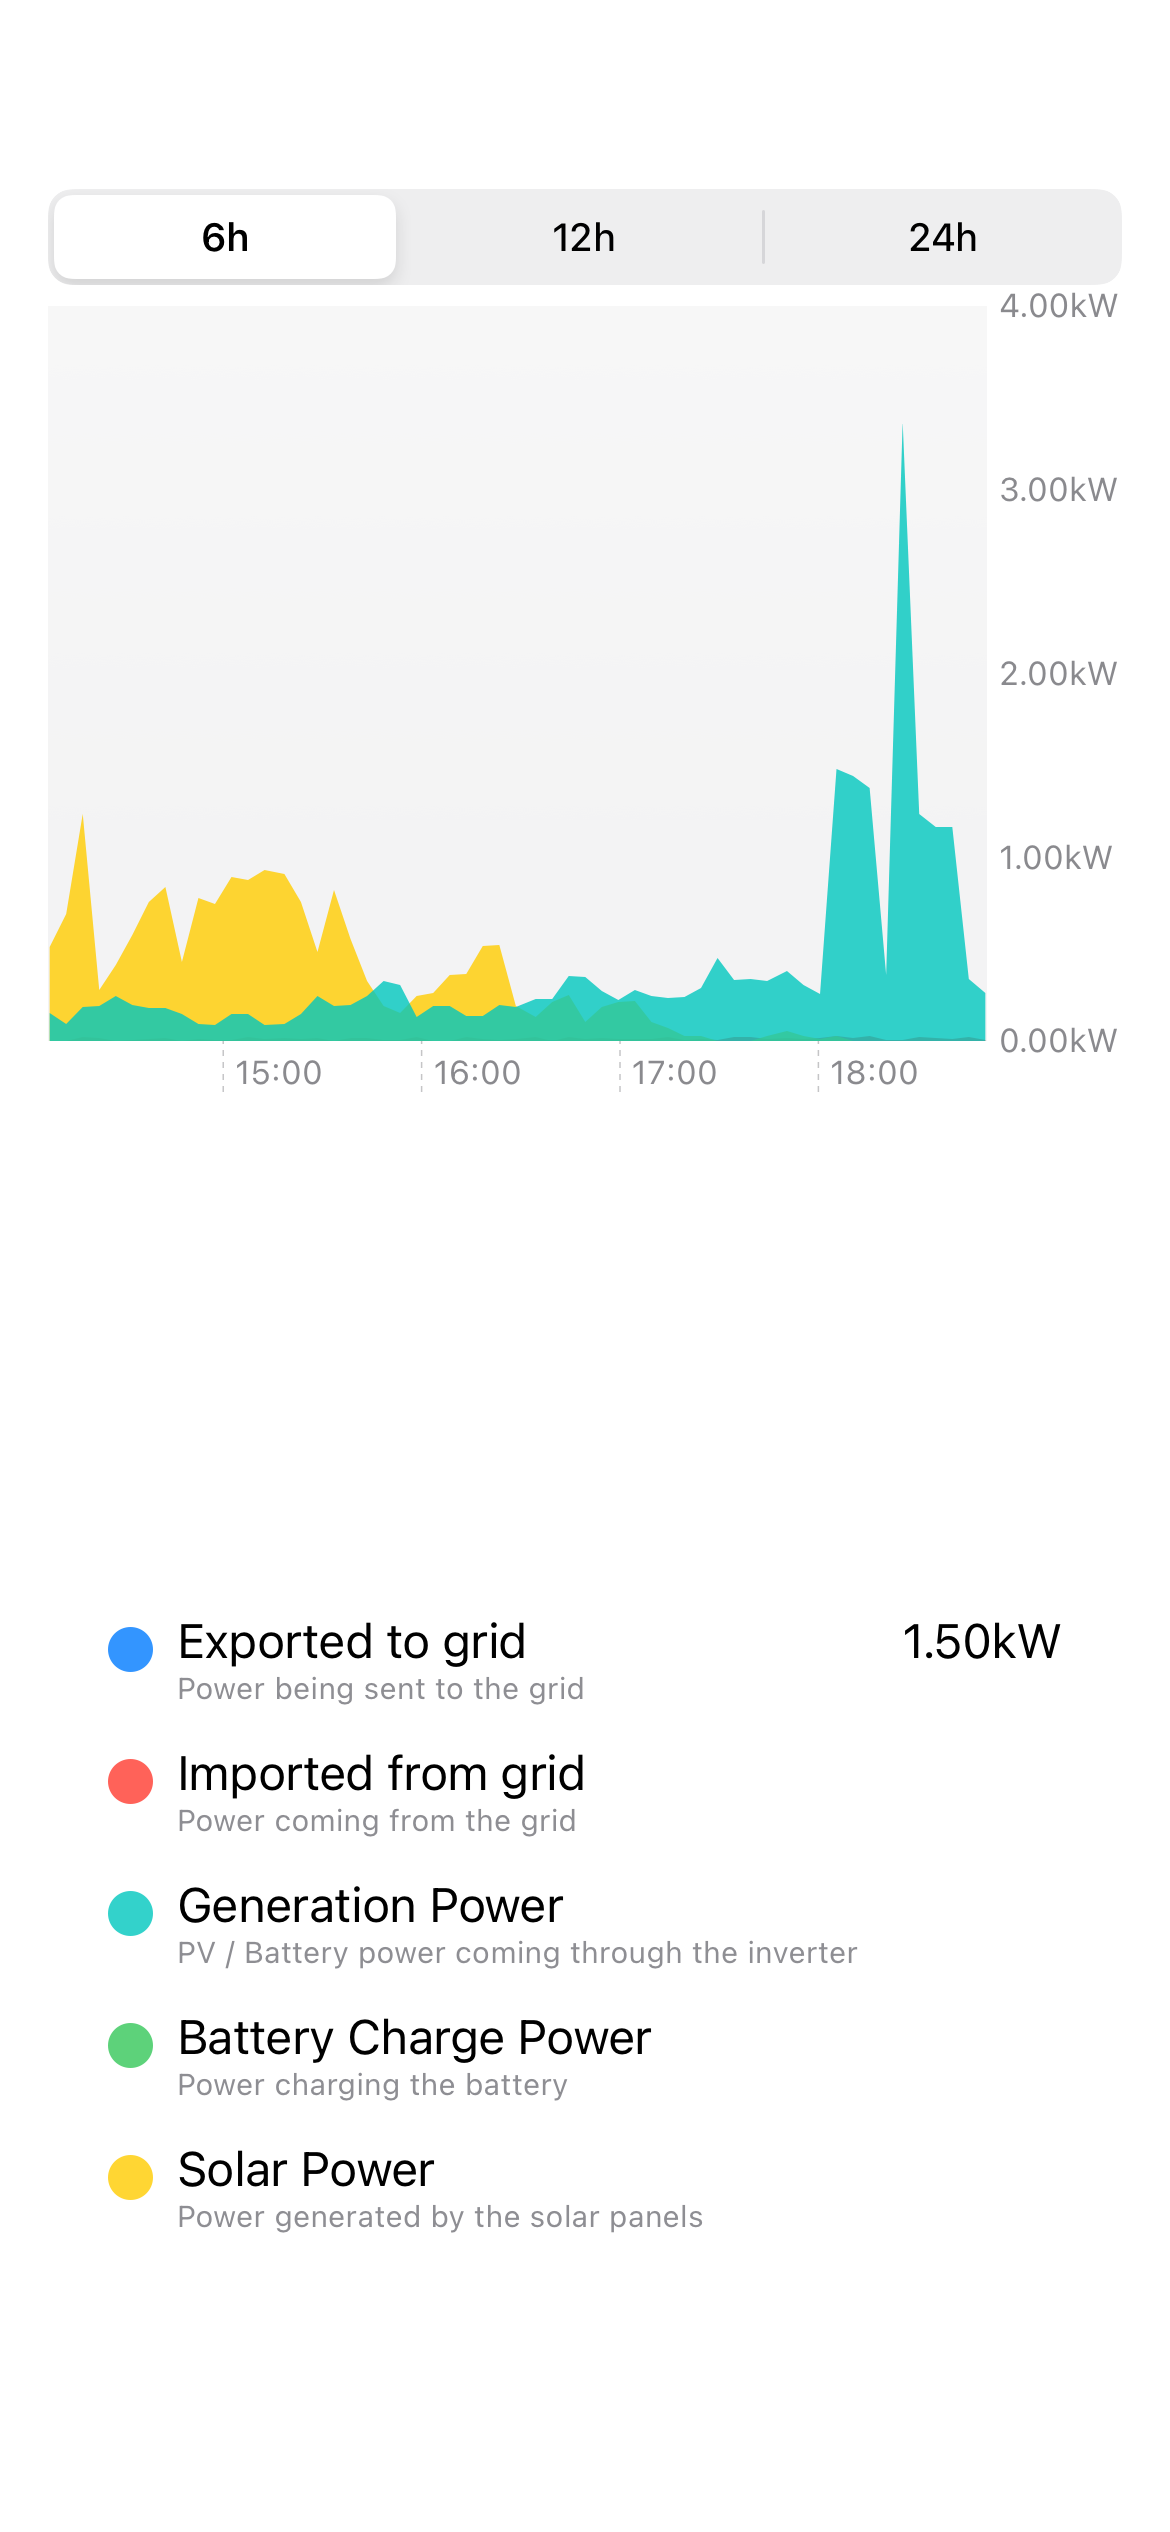 6h
12h
24h
4.00kW
3.00kW
2.00kW
1.00kW
0.00kW
15:00
16:00
17:00
18:00
Exported to grid
1.50kW
Power being sent to the grid
Imported from grid
Power coming from the grid
Generation Power
PV / Battery power coming through the inverter
Battery Charge Power
Power charging the battery
Solar Power
Power generated by the solar panels